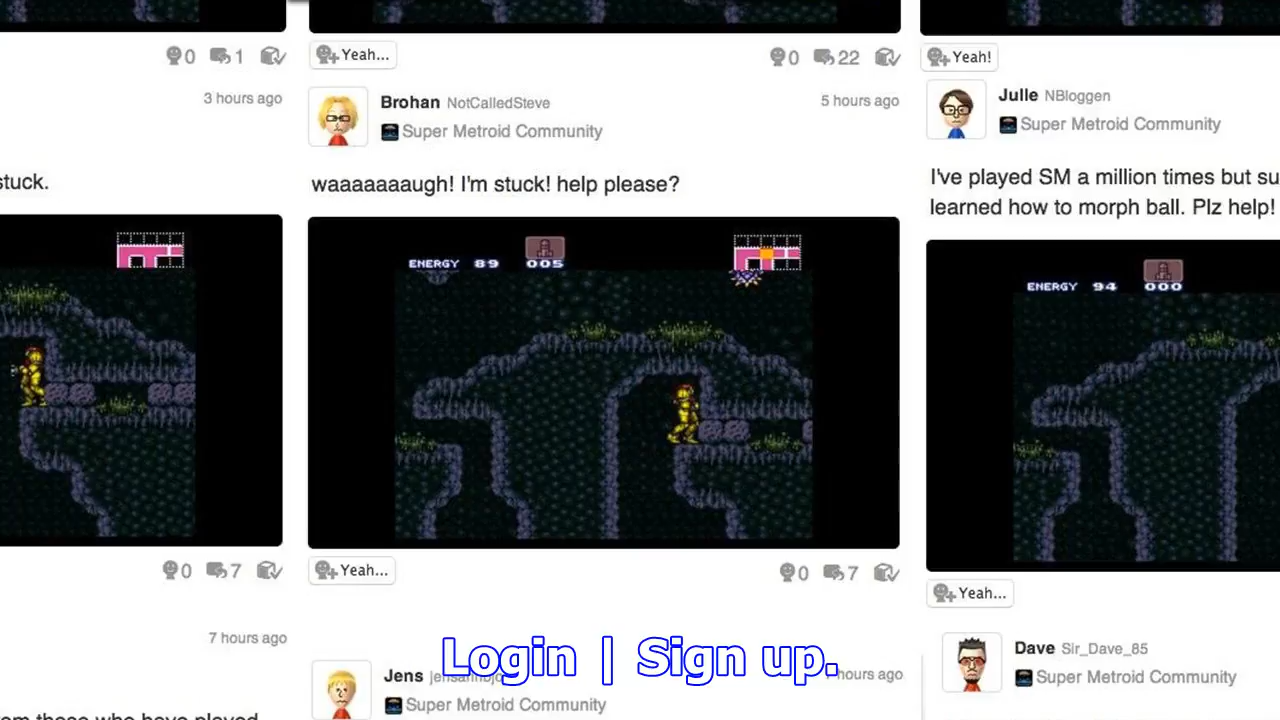 0 1
3 hours ago
stuck.
ENERGY 89 005
0 7
7 hours ago
Yeah...
0 22
Brohan NotCalledSteve
5 hours ago
Super Metroid Community
waaaaaaaugh! I'm stuck! help please?
Yeah...
0 7
Jens
hours ago
Super Metroid Community
Yeah!
Julle NBloggen
Super Metroid Community
I've played SM a million times but su
learned how to morph ball. Plz help!
ENERGY 94 000
Yeah...
Dave Sir_Dave_85
Super Metroid Community
Login | Sign up.